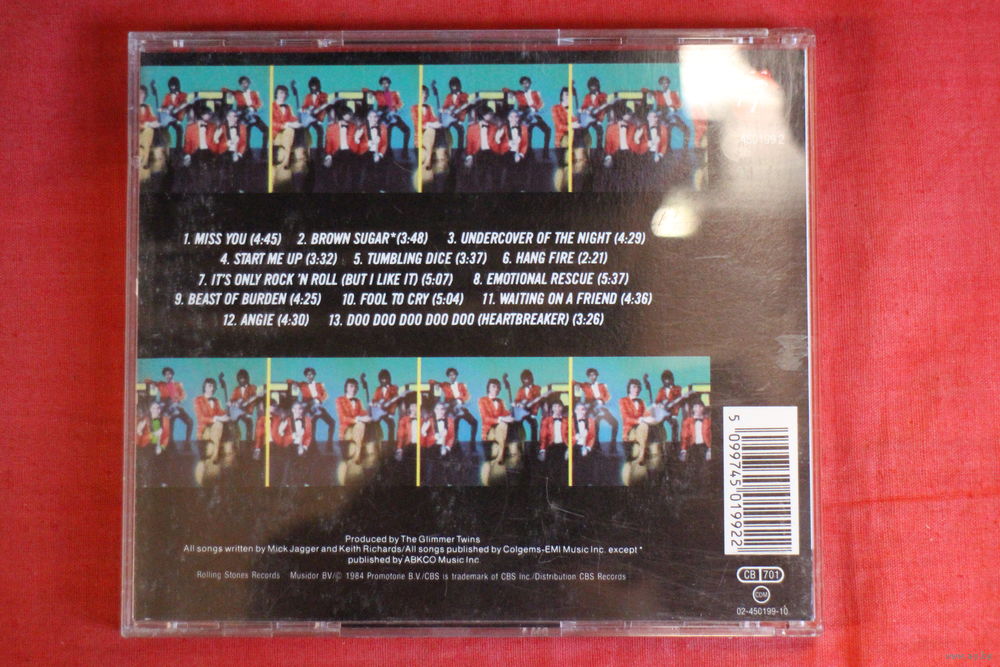 450199 2
1. MISS YOU (4:45) 2. BROWN SUGAR*(3:48) 3. UNDERCOVER OF THE NIGHT (4:29)
4. START ME UP (3:32) 5. TUMBLING DICE (3:37) 6. HANG FIRE (2:21)
7. IT'S ONLY ROCK 'N ROLL (BUT I LIKE IT) (5:07) 8. EMOTIONAL RESCUE (5:37)
9. BEAST OF BURDEN (4:25) 10. FOOL TO CRY (5:04) 11. WAITING ON A FRIEND (4:36)
12. ANGIE (4:30) 13. DOO DOO DOO DOO DOO (HEARTBREAKER) (3:26)
5 099745 019922
Produced by The Glimmer Twins
All songs written by Mick Jagger and Keith Richards/All songs published by Colgems-EMI Music Inc. except *
published by ABKCO Music Inc
Rolling Stones Records Musidor BV/© 1984 Promotone B.V./CBS is trademark of CBS Inc./Distribution CBS Records
CB 701
CDM
02-450199-10